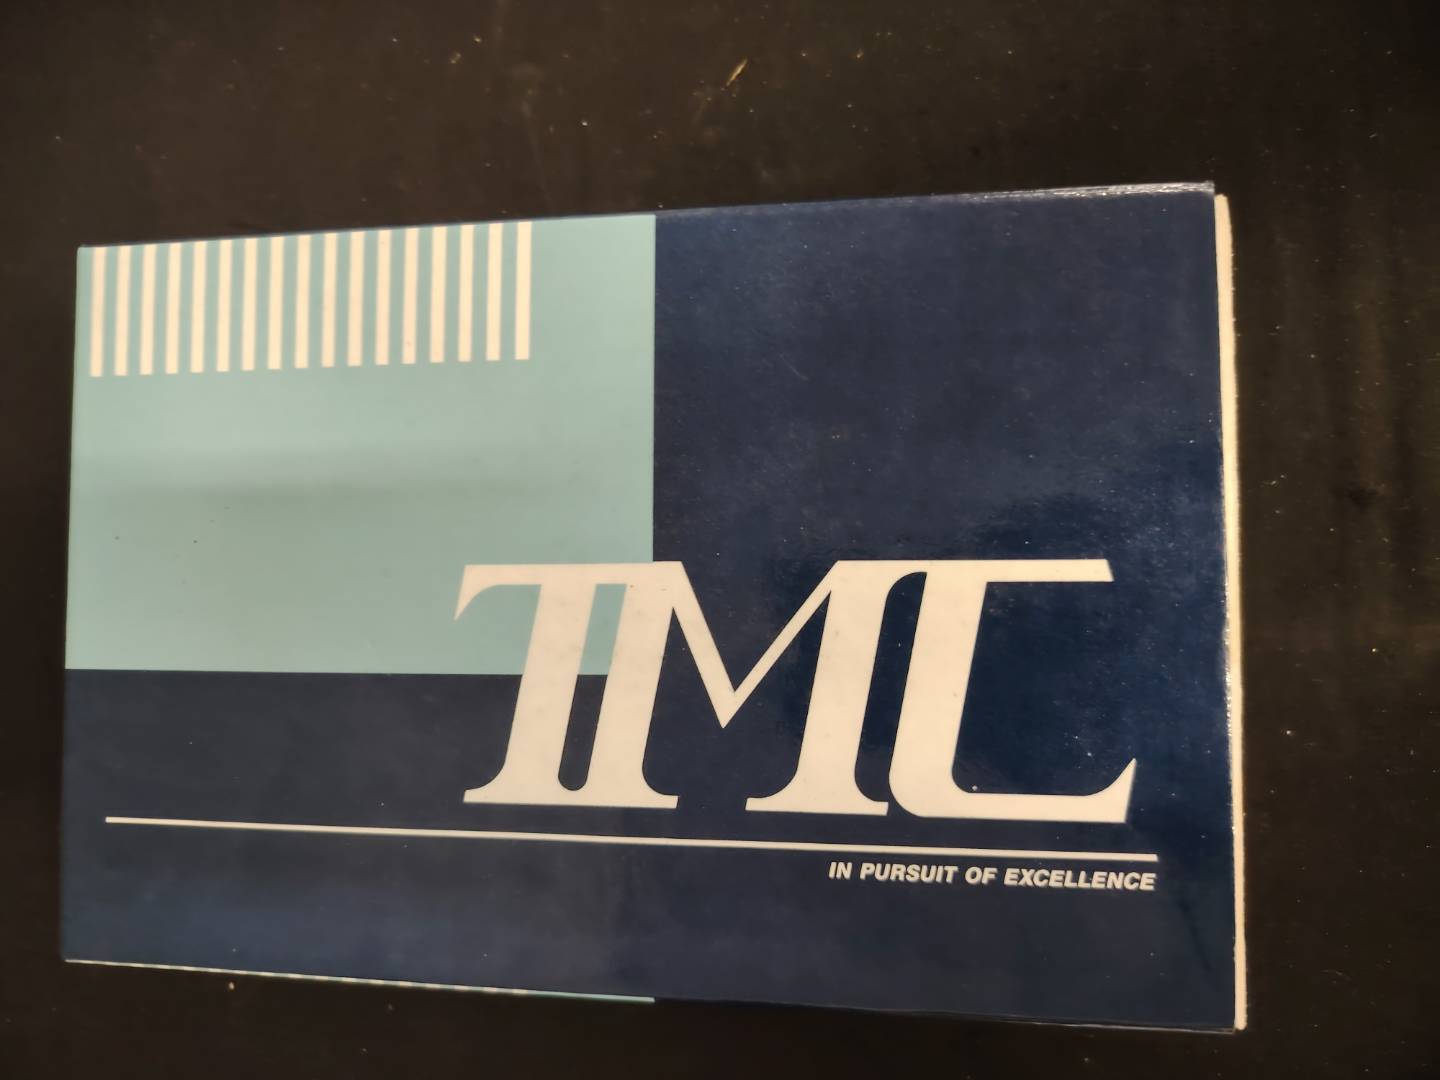 TMC
IN PURSUIT OF EXCELLENCE